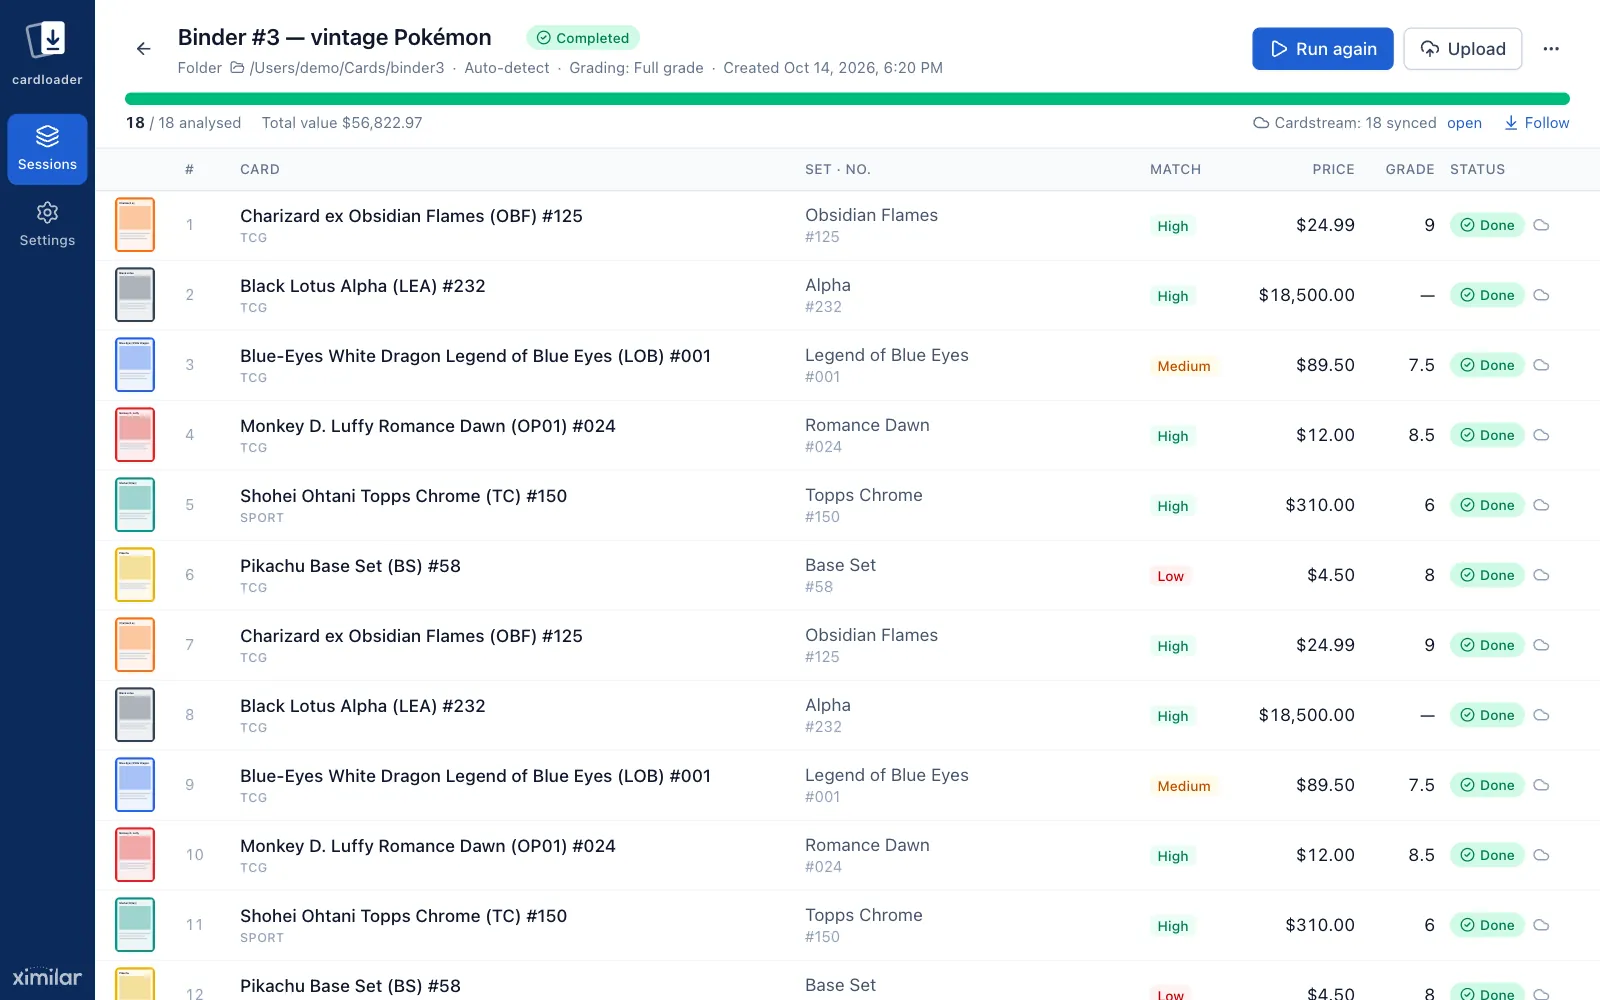 cardloader
Sessions
Settings
ximilar
Binder #3 — vintage Pokémon
Completed
Folder /Users/demo/Cards/binder3 · Auto-detect · Grading: Full grade · Created Oct 14, 2026, 6:20 PM
Run again
Upload
18 / 18 analysed Total value $56,822.97
Cardstream: 18 synced open Follow
# CARD SET · NO. MATCH PRICE GRADE STATUS
1 Charizard ex Obsidian Flames (OBF) #125 Obsidian Flames High $24.99 9 Done
TCG #125
2 Black Lotus Alpha (LEA) #232 Alpha High $18,500.00 — Done
TCG #232
3 Blue-Eyes White Dragon Legend of Blue Eyes (LOB) #001 Legend of Blue Eyes Medium $89.50 7.5 Done
TCG #001
4 Monkey D. Luffy Romance Dawn (OP01) #024 Romance Dawn High $12.00 8.5 Done
TCG #024
5 Shohei Ohtani Topps Chrome (TC) #150 Topps Chrome High $310.00 6 Done
SPORT #150
6 Pikachu Base Set (BS) #58 Base Set Low $4.50 8 Done
TCG #58
7 Charizard ex Obsidian Flames (OBF) #125 Obsidian Flames High $24.99 9 Done
TCG #125
8 Black Lotus Alpha (LEA) #232 Alpha High $18,500.00 — Done
TCG #232
9 Blue-Eyes White Dragon Legend of Blue Eyes (LOB) #001 Legend of Blue Eyes Medium $89.50 7.5 Done
TCG #001
10 Monkey D. Luffy Romance Dawn (OP01) #024 Romance Dawn High $12.00 8.5 Done
TCG #024
11 Shohei Ohtani Topps Chrome (TC) #150 Topps Chrome High $310.00 6 Done
SPORT #150
12 Pikachu Base Set (BS) #58 Base Set Low $4.50 8 Done